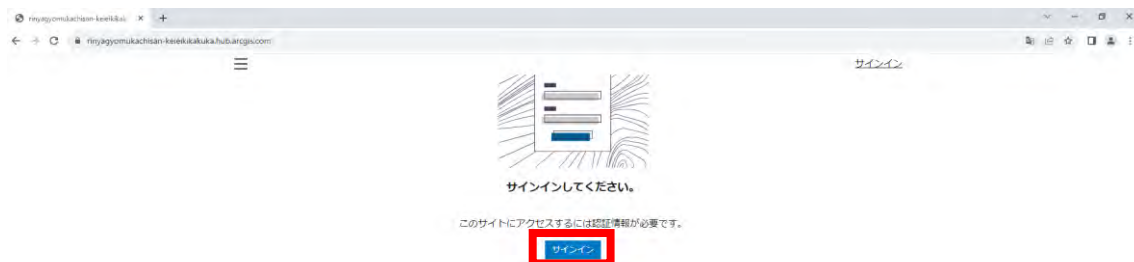 rinyagyomukachisan-keieikikakuka.hub.arcgis.com
サインイン
サインインしてください。
このサイトにアクセスするには認証情報が必要です。
サインイン